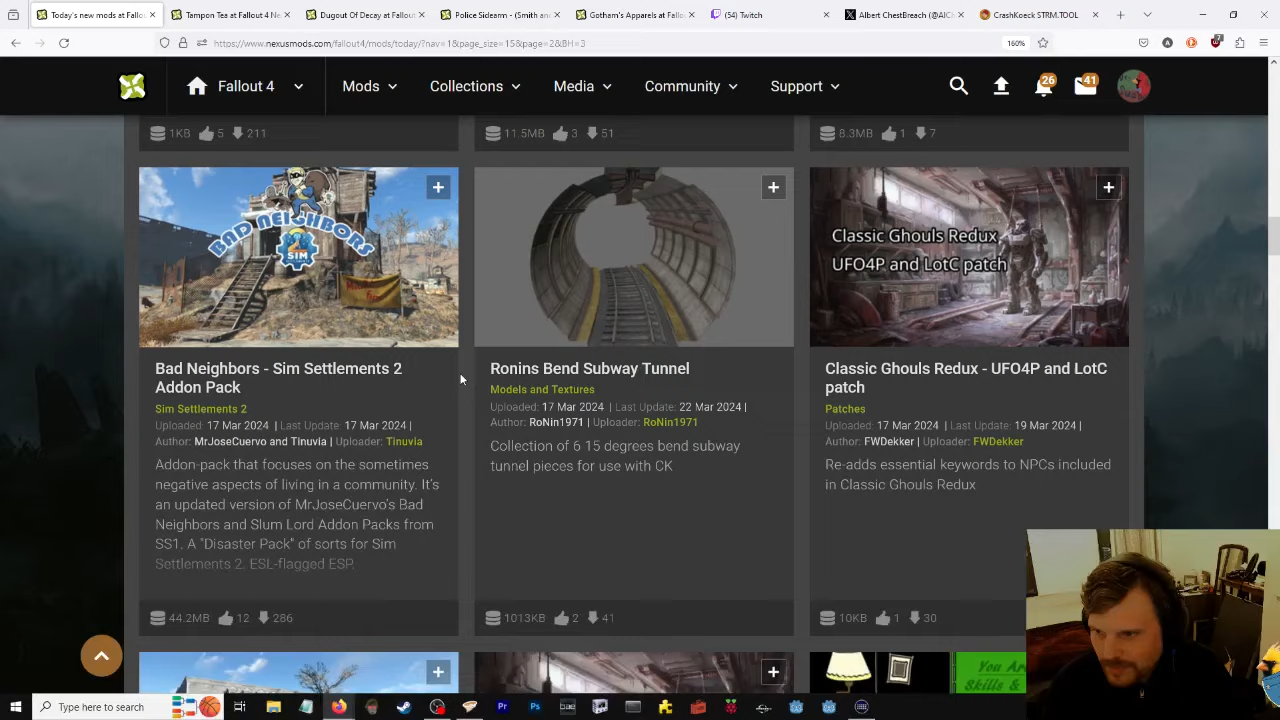 Today's new mods at Fallou
Tampon Tea at Fallout 4 Ne
Dugout Of Decay at Fallout
Police Sidearm - (Smith an
Gotham's Apparels at Fallo
(5) Twitch
Albert ChestBreach (@AlCh
CrashKoeck STRM.TOOL
https://www.nexusmods.com/fallout4/mods/today/?nav=1&page_size=15&page=2&BH=3
160%
7
Fallout 4
Mods
Collections
Media
Community
Support
26
41
1KB 5 211
11.5MB 3 51
8.3MB 1 7
BAD NEIGHBORS
2
SIM
Classic Ghouls Redux
UFO4P and LotC patch
Bad Neighbors - Sim Settlements 2
Addon Pack
Sim Settlements 2
Uploaded: 17 Mar 2024 | Last Update: 17 Mar 2024 |
Author: MrJoseCuervo and Tinuvia | Uploader: Tinuvia
Addon-pack that focuses on the sometimes
negative aspects of living in a community. It's
an updated version of MrJoseCuervo's Bad
Neighbors and Slum Lord Addon Packs from
SS1. A "Disaster Pack" of sorts for Sim
Settlements 2. ESL-flagged ESP.
44.2MB 12 286
Ronins Bend Subway Tunnel
Models and Textures
Uploaded: 17 Mar 2024 | Last Update: 22 Mar 2024 |
Author: RoNin1971 | Uploader: RoNin1971
Collection of 6 15 degrees bend subway
tunnel pieces for use with CK
1013KB 2 41
Classic Ghouls Redux - UFO4P and LotC
patch
Patches
Uploaded: 17 Mar 2024 | Last Update: 19 Mar 2024 |
Author: FWDekker | Uploader: FWDekker
Re-adds essential keywords to NPCs included
in Classic Ghouls Redux
10KB 1 30
You Ar
Skills &
Type here to search